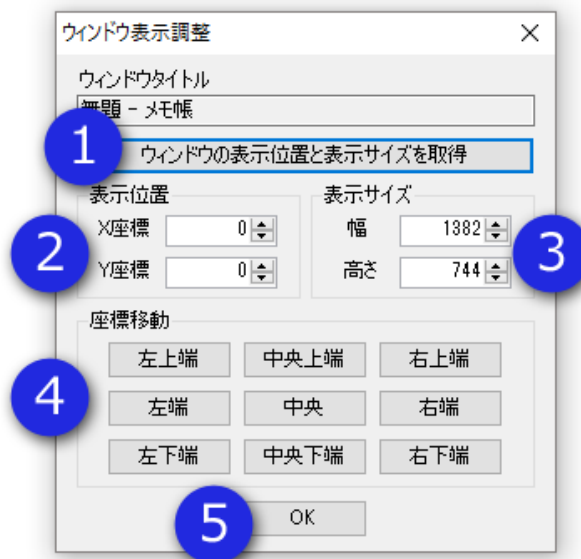 ウィンドウ表示調整
ウィンドウタイトル
無題 - メモ帳
1
ウィンドウの表示位置と表示サイズを取得
表示位置
表示サイズ
2
X座標 0
幅 1382
3
Y座標 0
高さ 744
座標移動
4
左上端 中央上端 右上端
左端 中央 右端
左下端 中央下端 右下端
5
OK